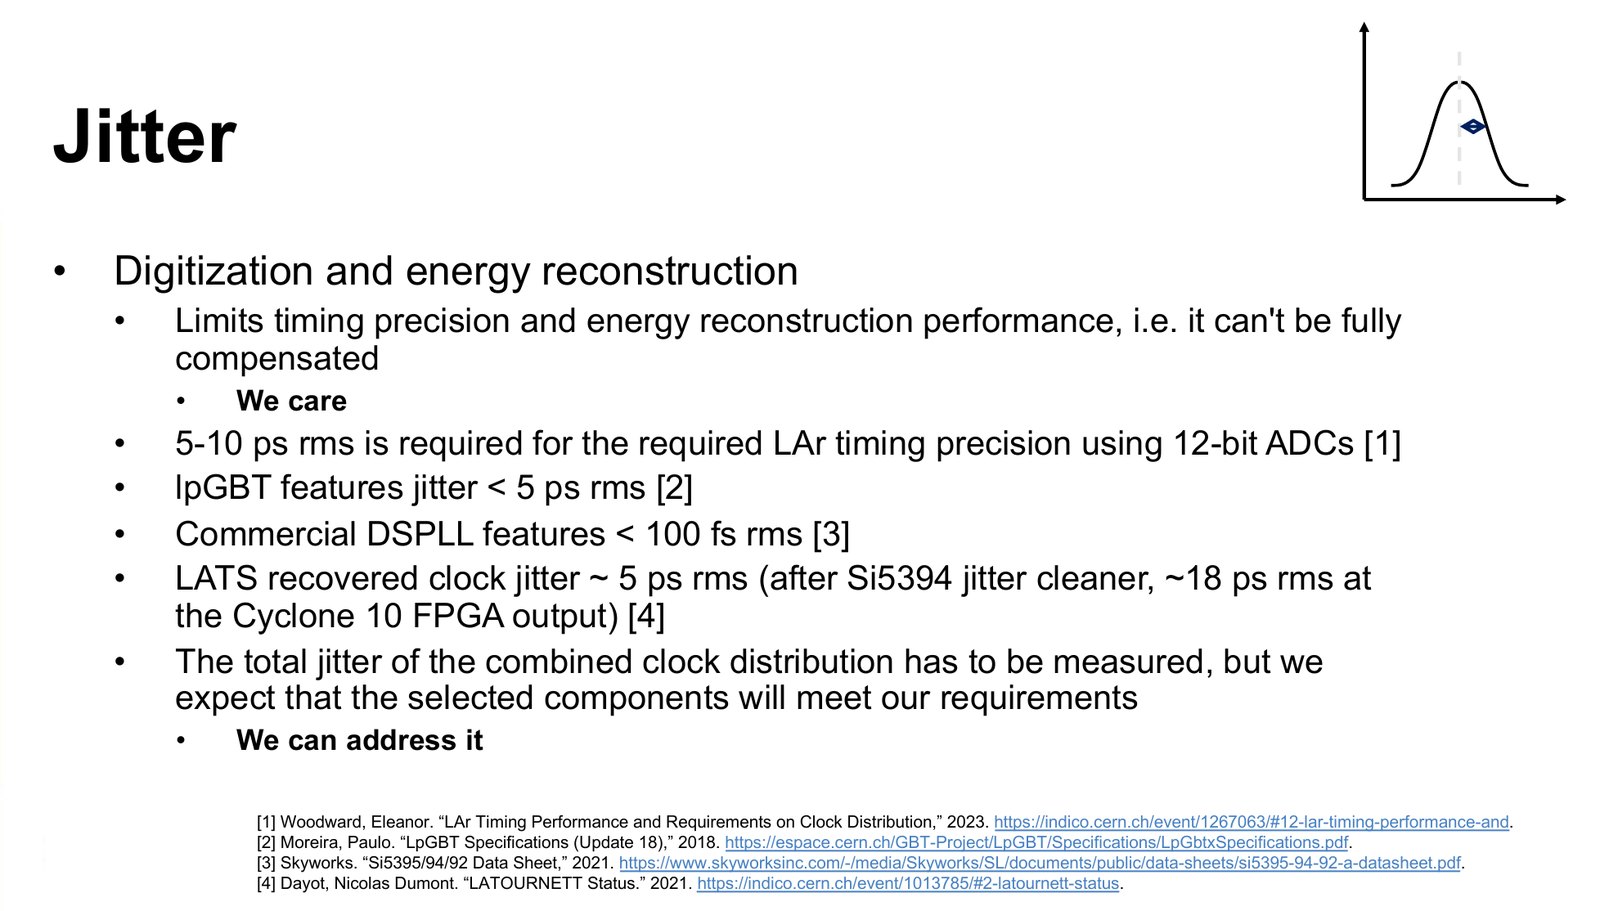 Jitter
• Digitization and energy reconstruction
• Limits timing precision and energy reconstruction performance, i.e. it can't be fully
compensated
• We care
• 5-10 ps rms is required for the required LAr timing precision using 12-bit ADCs [1]
• lpGBT features jitter < 5 ps rms [2]
• Commercial DSPLL features < 100 fs rms [3]
• LATS recovered clock jitter ~ 5 ps rms (after Si5394 jitter cleaner, ~18 ps rms at
the Cyclone 10 FPGA output) [4]
• The total jitter of the combined clock distribution has to be measured, but we
expect that the selected components will meet our requirements
• We can address it
[1] Woodward, Eleanor. “LAr Timing Performance and Requirements on Clock Distribution,” 2023. https://indico.cern.ch/event/1267063/#12-lar-timing-performance-and.
[2] Moreira, Paulo. “LpGBT Specifications (Update 18),” 2018. https://espace.cern.ch/GBT-Project/LpGBT/Specifications/LpGbtxSpecifications.pdf.
[3] Skyworks. “Si5395/94/92 Data Sheet,” 2021. https://www.skyworksinc.com/-/media/Skyworks/SL/documents/public/data-sheets/si5395-94-92-a-datasheet.pdf.
[4] Dayot, Nicolas Dumont. “LATOURNETT Status.” 2021. https://indico.cern.ch/event/1013785/#2-latournett-status.